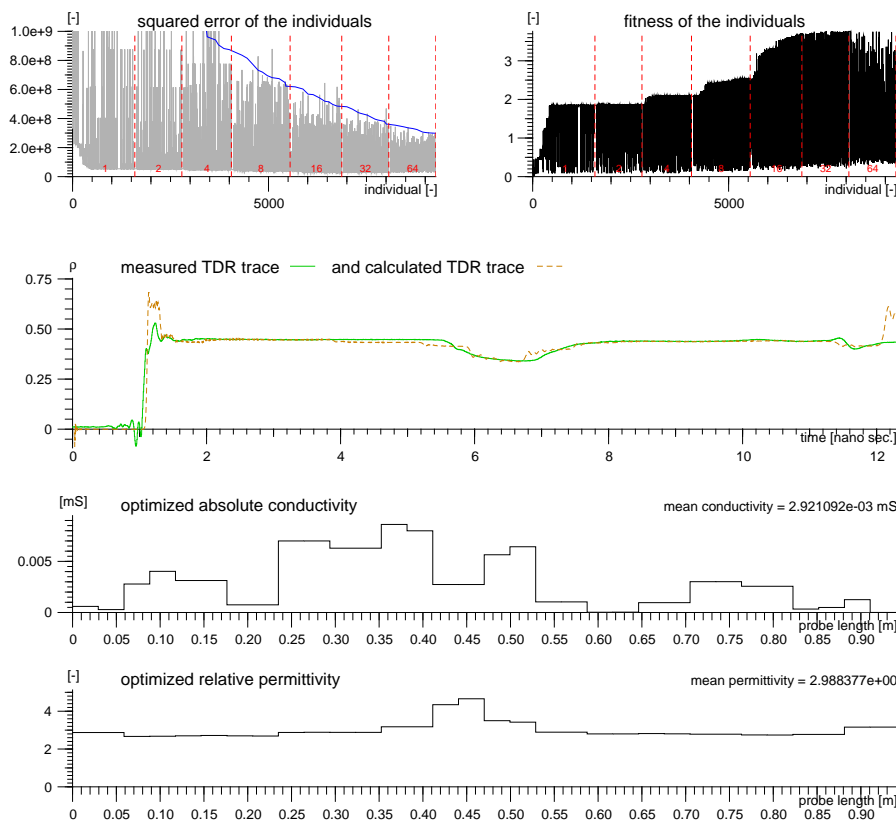 [-] squared error of the individuals
1.0e+9
8.0e+8
6.0e+8
4.0e+8
2.0e+8
0
1 2 4 8 16 32 64
individual [-]
0 5000
[-] fitness of the individuals
3
2
1
0
1 2 4 8 16 32 64
individual [-]
0 5000
ρ measured TDR trace and calculated TDR trace
0.75
0.50
0.25
0
time [nano sec.]
0 2 4 6 8 10 12
[mS] optimized absolute conductivity mean conductivity = 2.921092e-03 mS
0.005
0
probe length [m]
0 0.05 0.10 0.15 0.20 0.25 0.30 0.35 0.40 0.45 0.50 0.55 0.60 0.65 0.70 0.75 0.80 0.85 0.90
[-] optimized relative permittivity mean permittivity = 2.988377e+00
4
2
0
probe length [m]
0 0.05 0.10 0.15 0.20 0.25 0.30 0.35 0.40 0.45 0.50 0.55 0.60 0.65 0.70 0.75 0.80 0.85 0.90